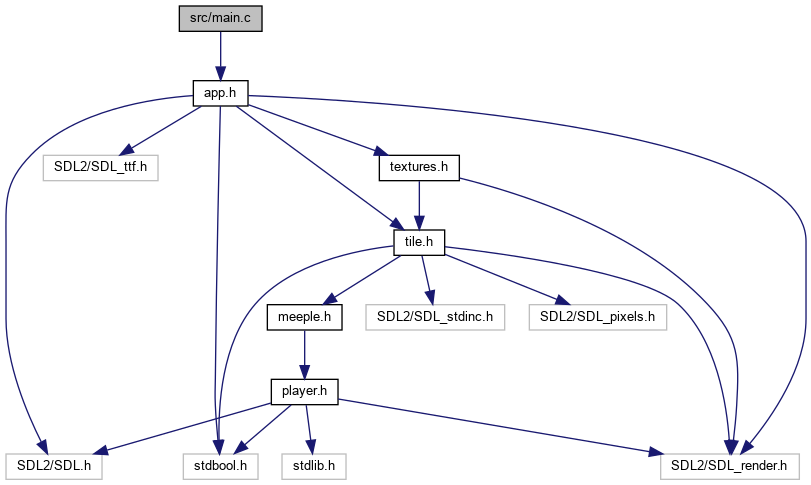 src/main.c
app.h
SDL2/SDL_ttf.h
textures.h
tile.h
meeple.h
SDL2/SDL_stdinc.h
SDL2/SDL_pixels.h
player.h
SDL2/SDL.h
stdbool.h
stdlib.h
SDL2/SDL_render.h